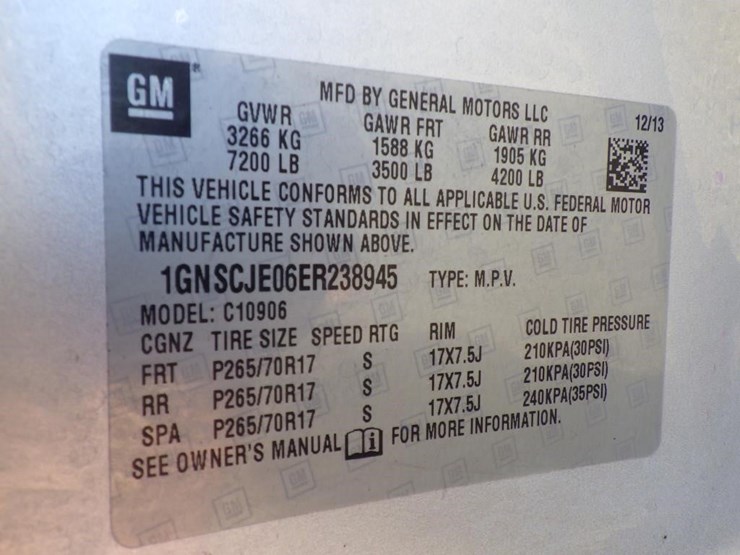 GM
MFD BY GENERAL MOTORS LLC 12/13
GVWR GAWR FRT GAWR RR
3266 KG 1588 KG 1905 KG
7200 LB 3500 LB 4200 LB
THIS VEHICLE CONFORMS TO ALL APPLICABLE U.S. FEDERAL MOTOR
VEHICLE SAFETY STANDARDS IN EFFECT ON THE DATE OF
MANUFACTURE SHOWN ABOVE.
1GNSCJE06ER238945 TYPE: M.P.V.
MODEL: C10906
CGNZ TIRE SIZE SPEED RTG RIM COLD TIRE PRESSURE
FRT P265/70R17 S 17X7.5J 210KPA(30PSI)
RR P265/70R17 S 17X7.5J 210KPA(30PSI)
SPA P265/70R17 S 17X7.5J 240KPA(35PSI)
SEE OWNER'S MANUAL i FOR MORE INFORMATION.